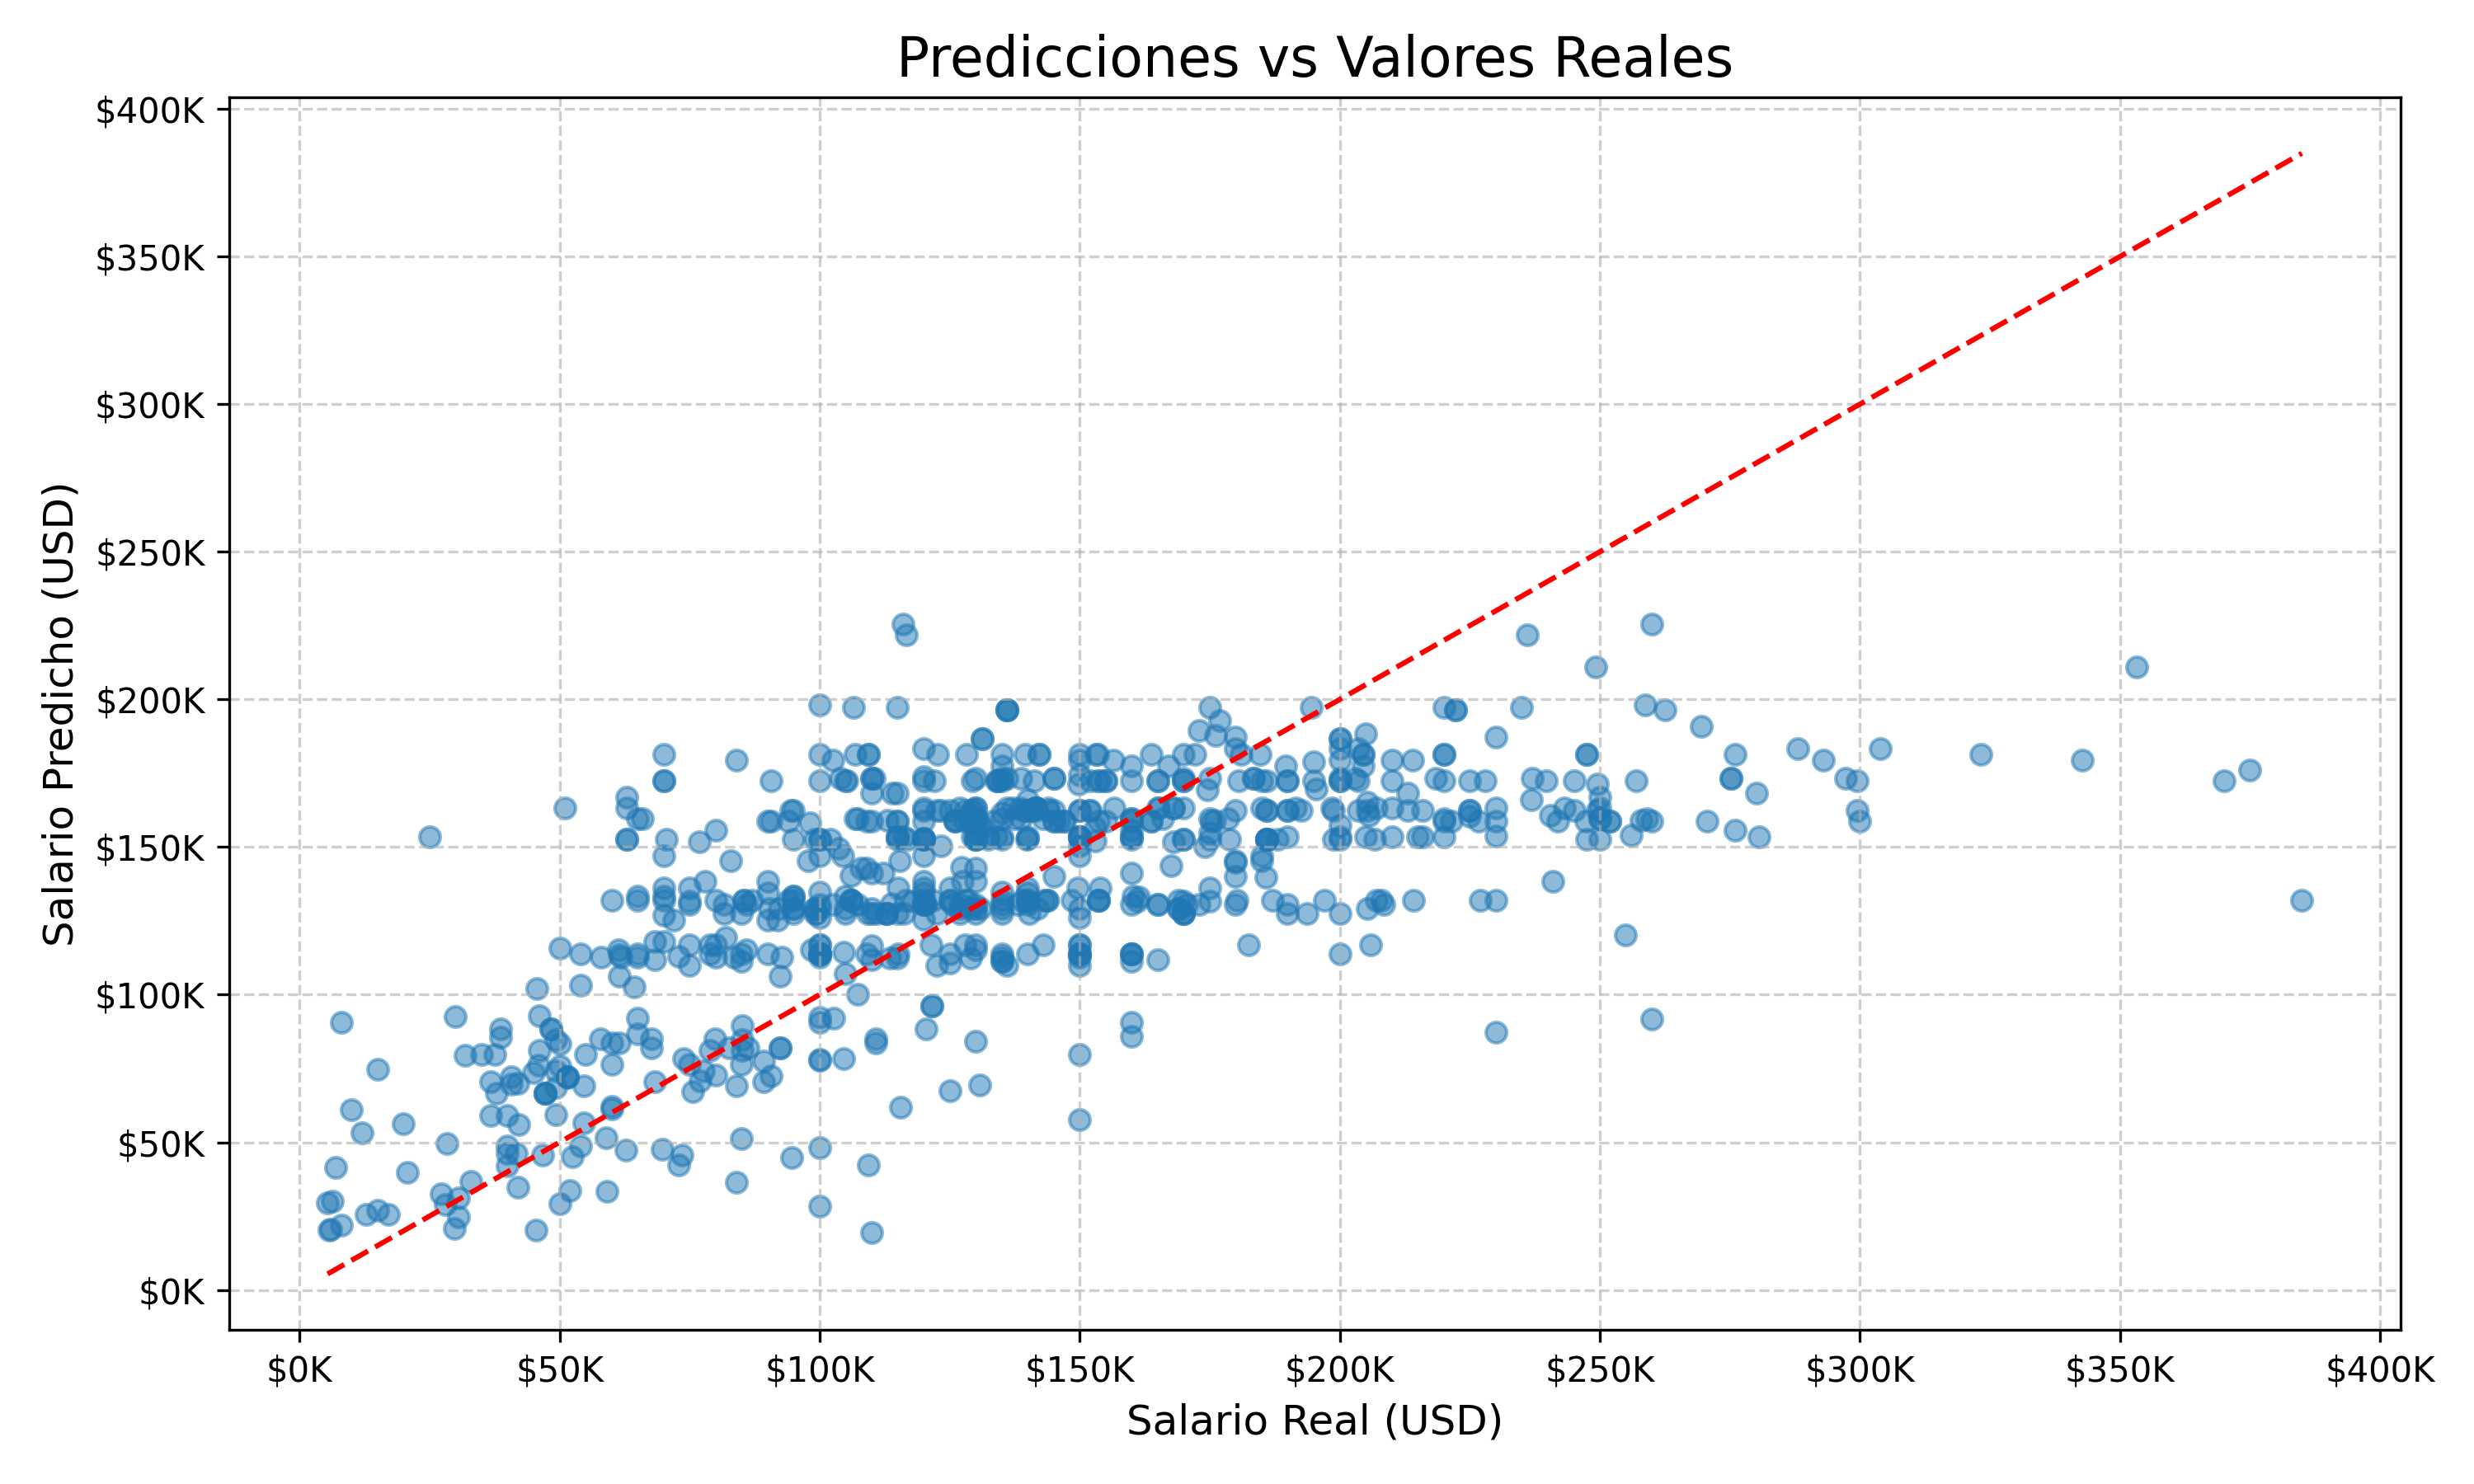 Predicciones vs Valores Reales
Salario Predicho (USD)
$400K
$350K
$300K
$250K
$200K
$150K
$100K
$50K
$0K
$0K $50K $100K $150K $200K $250K $300K $350K $400K
Salario Real (USD)